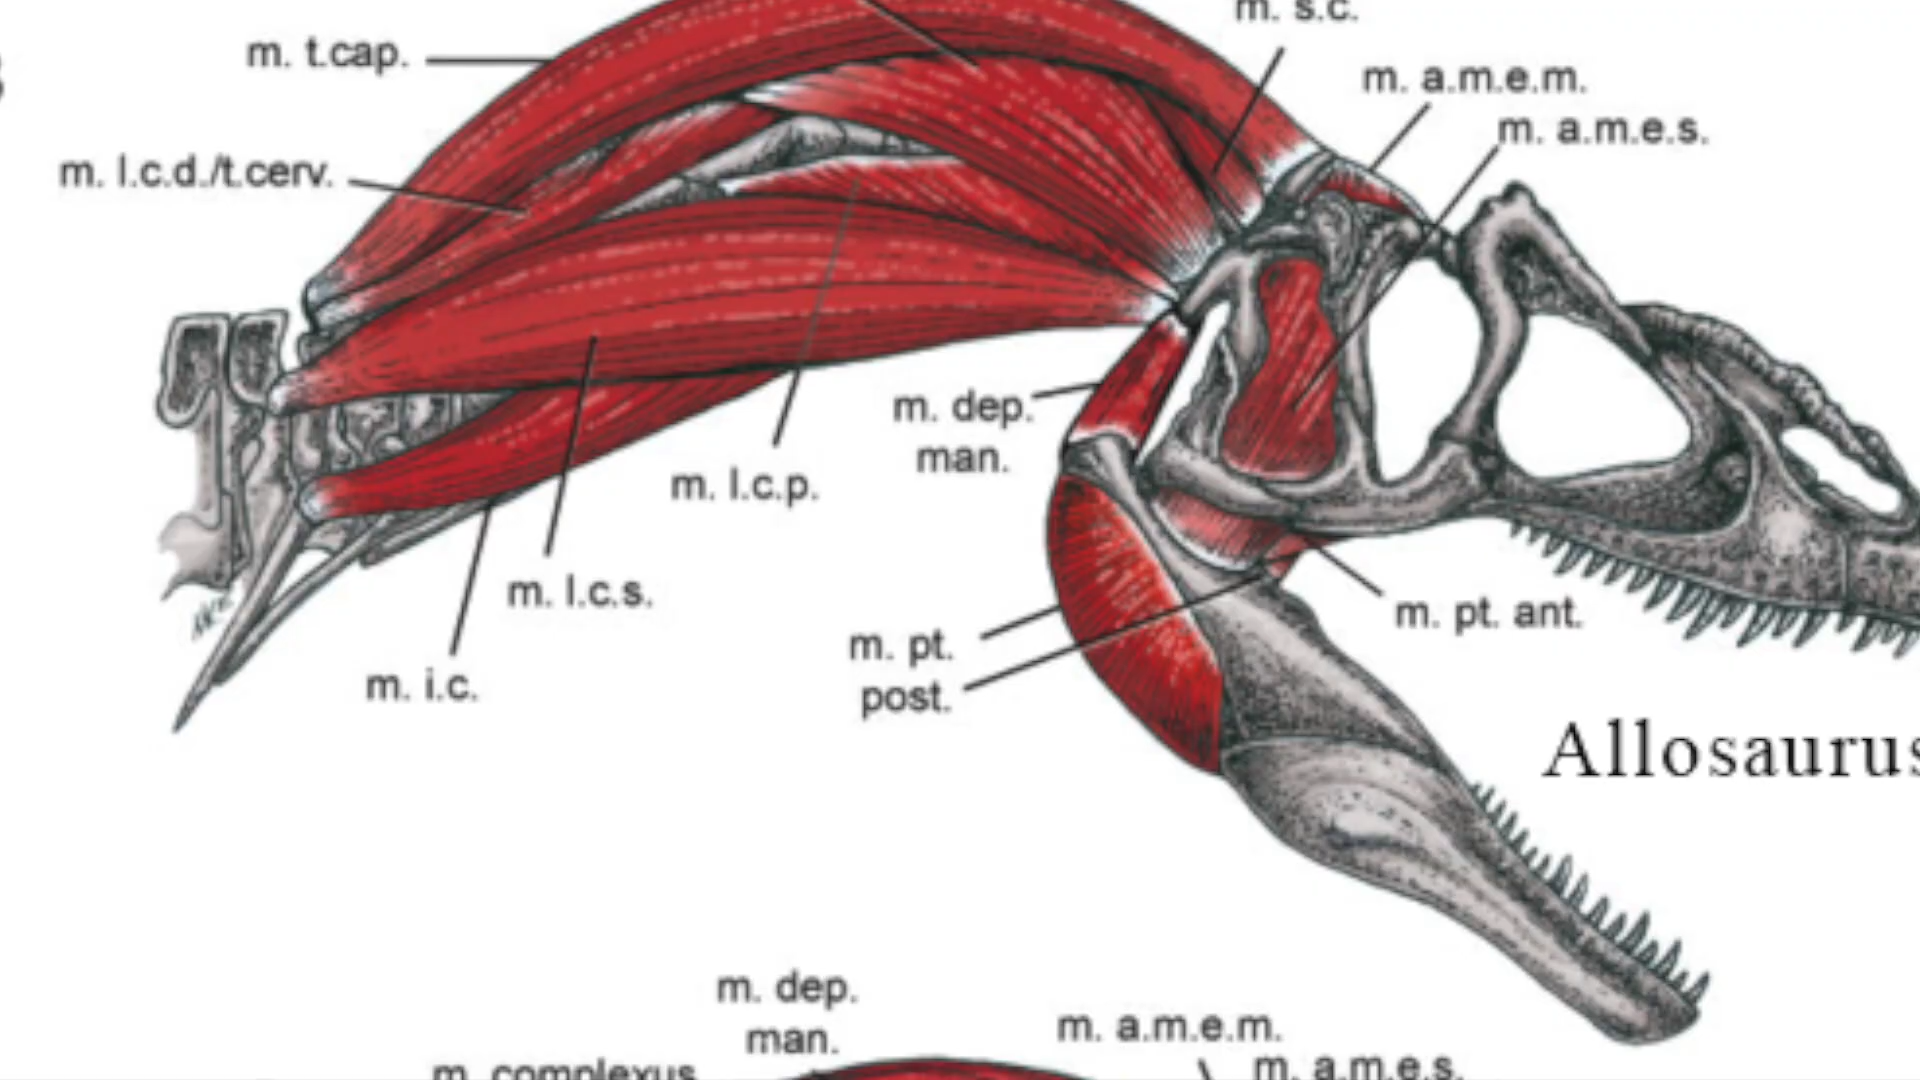 m. s.c.
m. t.cap.
m. a.m.e.m.
m. a.m.e.s.
m. l.c.d./t.cerv.
m. dep.
man.
m. l.c.p.
m. l.c.s.
m. pt. ant.
m. pt.
post.
m. i.c.
Allosaurus
m. dep.
man.
m. a.m.e.m.
m. complexus
m. a.m.e.s.